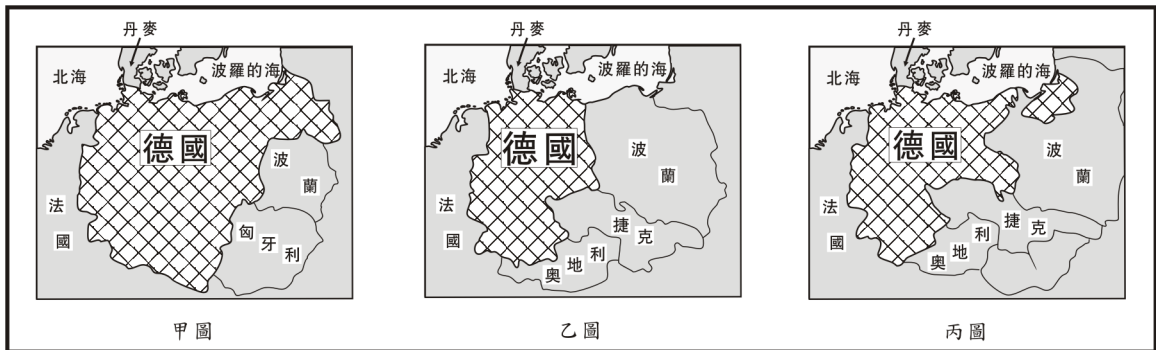 丹麥
北海
波羅的海
德國
波蘭
法國
匈牙利
甲圖
丹麥
北海
波羅的海
德國
波蘭
法國
捷克
奧地利
乙圖
丹麥
北海
波羅的海
德國
波蘭
法國
捷克
奧地利
丙圖